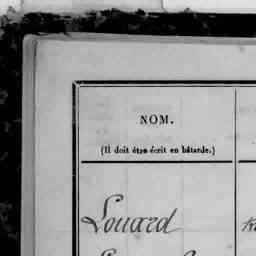 NOM.
(Il doit être écrit en bâtarde.)
Louard